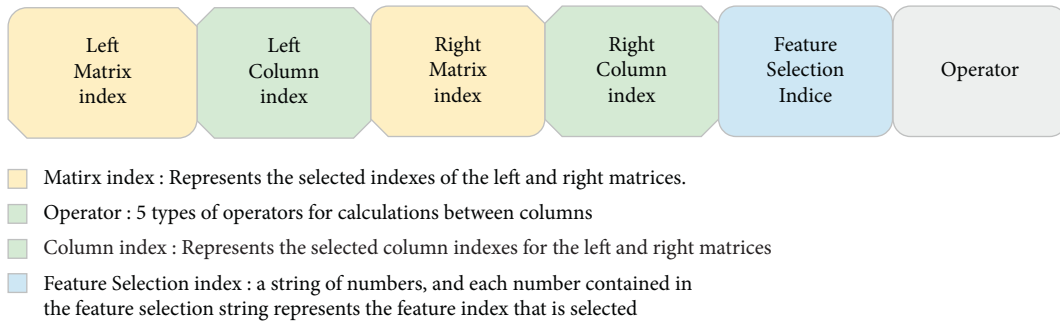 Left
Matrix
index
Left
Column
index
Right
Matrix
index
Right
Column
index
Feature
Selection
Indice
Operator
Matirx index : Represents the selected indexes of the left and right matrices.
Operator : 5 types of operators for calculations between columns
Column index : Represents the selected column indexes for the left and right matrices
Feature Selection index : a string of numbers, and each number contained in
the feature selection string represents the feature index that is selected